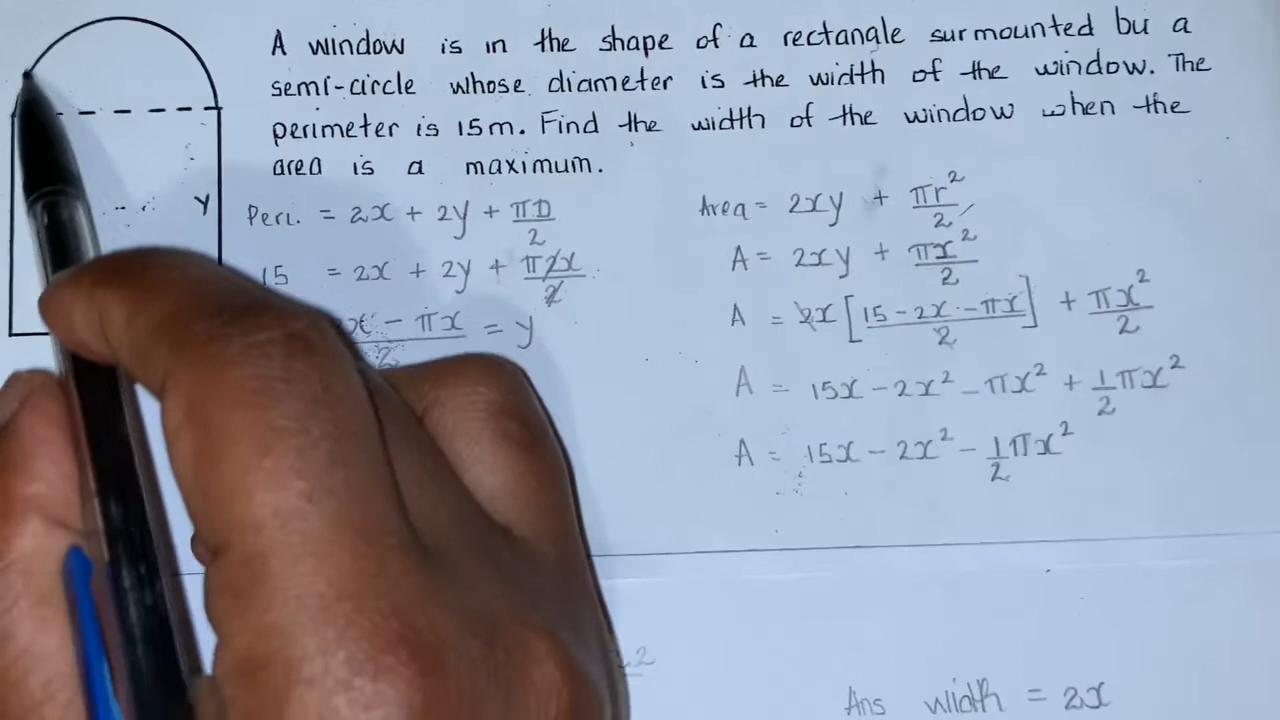 A window is in the shape of a rectangle surmounted bu a
semi-circle whose diameter is the width of the window. The
perimeter is 15m. Find the width of the window when the
area is a maximum.
y
Peri. = 2x + 2y + πD/2
15 = 2x + 2y + π2x/2
x - πx/2 = y
Area = 2xy + πr²/2
A = 2xy + πx²/2
A = 2x[15-2x-πx/2] + πx²/2
A = 15x - 2x² - πx² + 1/2πx²
A = 15x - 2x² - 1/2πx²
Ans width = 2x